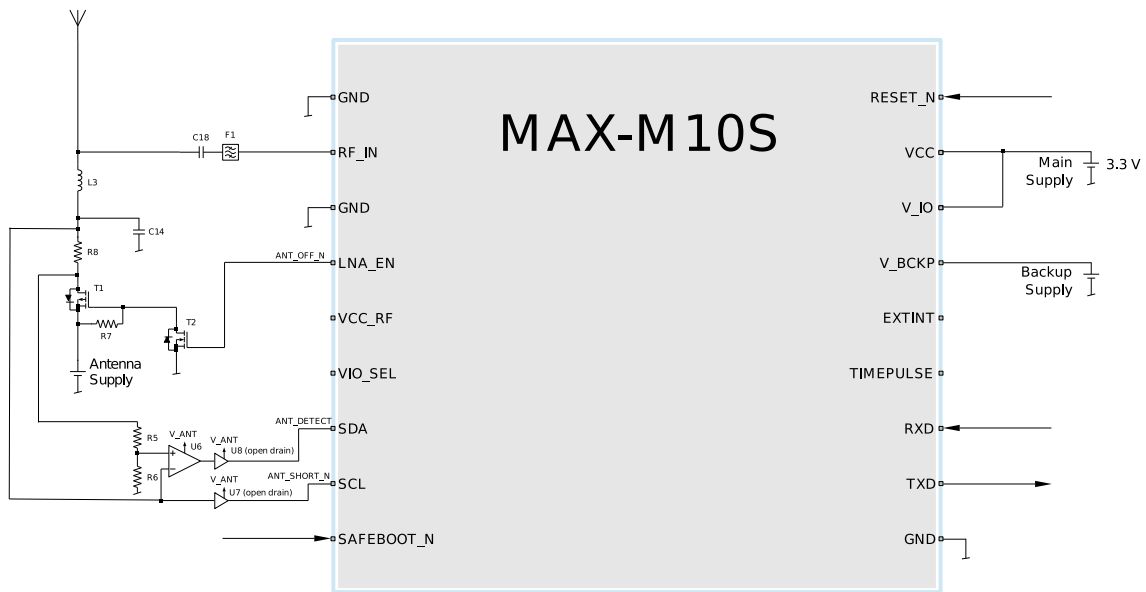 MAX-M10S
GND
RESET_N
C18
F1
RF_IN
VCC
Main
Supply
3.3 V
L3
GND
V_IO
C14
R8
ANT_OFF_N
LNA_EN
V_BCKP
Backup
Supply
T1
T2
R7
VCC_RF
EXTINT
Antenna
Supply
VIO_SEL
TIMEPULSE
ANT_DETECT
SDA
RXD
R5
V_ANT
U6
V_ANT
U8 (open drain)
R6
ANT_SHORT_N
SCL
TXD
V_ANT
U7 (open drain)
SAFEBOOT_N
GND